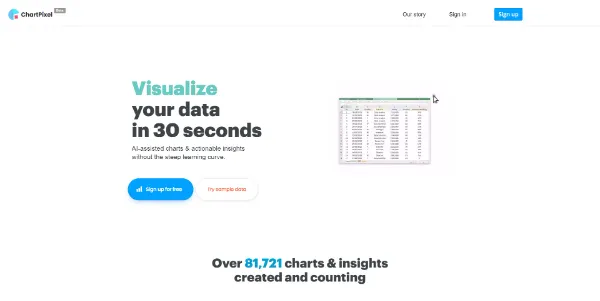 ChartPixel
Our story
Sign in
Sign up
Visualize
your data
in 30 seconds
AI-assisted charts & actionable insights
without the steep learning curve.
Sign up for free
Try sample data
Over 81,721 charts & insights
created and counting